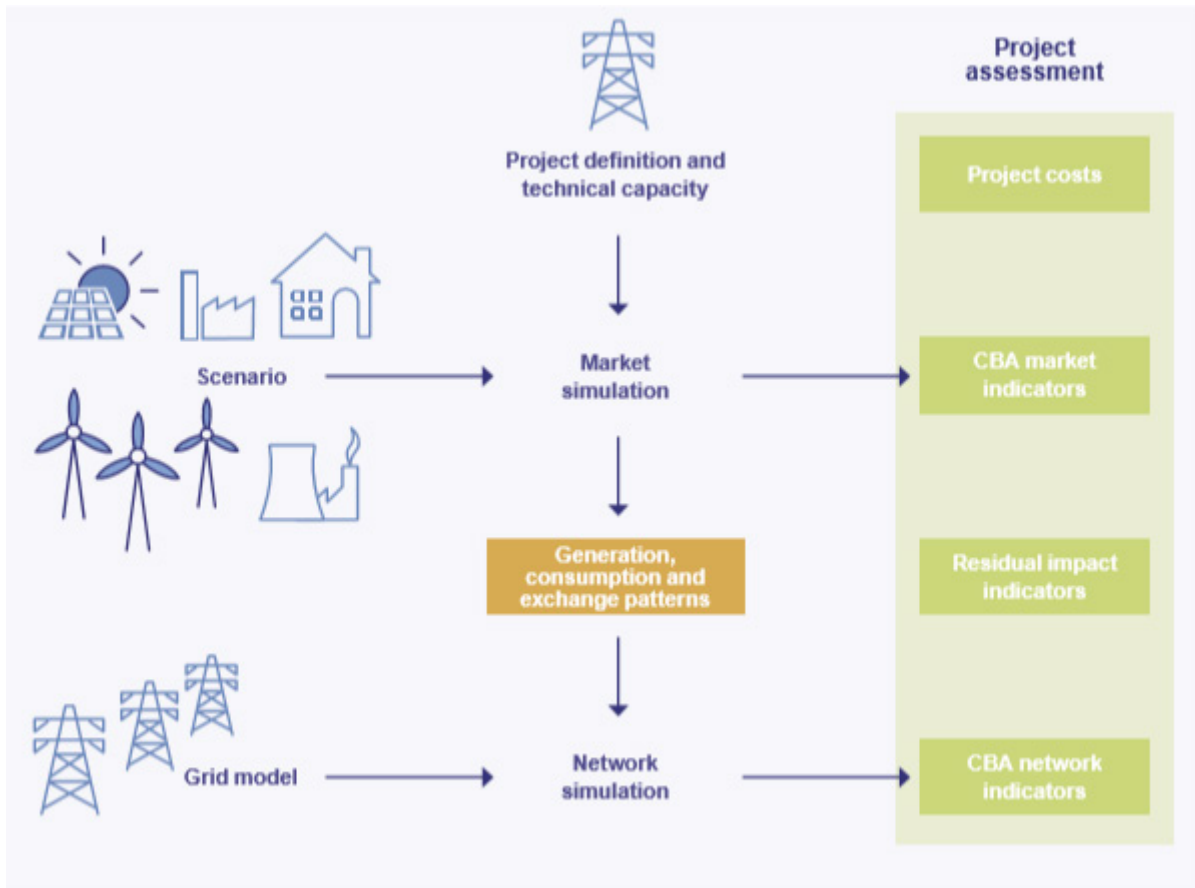 Project
assessment
Project definition and
technical capacity
Project costs
Scenario
Market
simulation
CBA market
indicators
Generation,
consumption and
exchange patterns
Residual impact
indicators
Grid model
Network
simulation
CBA network
indicators